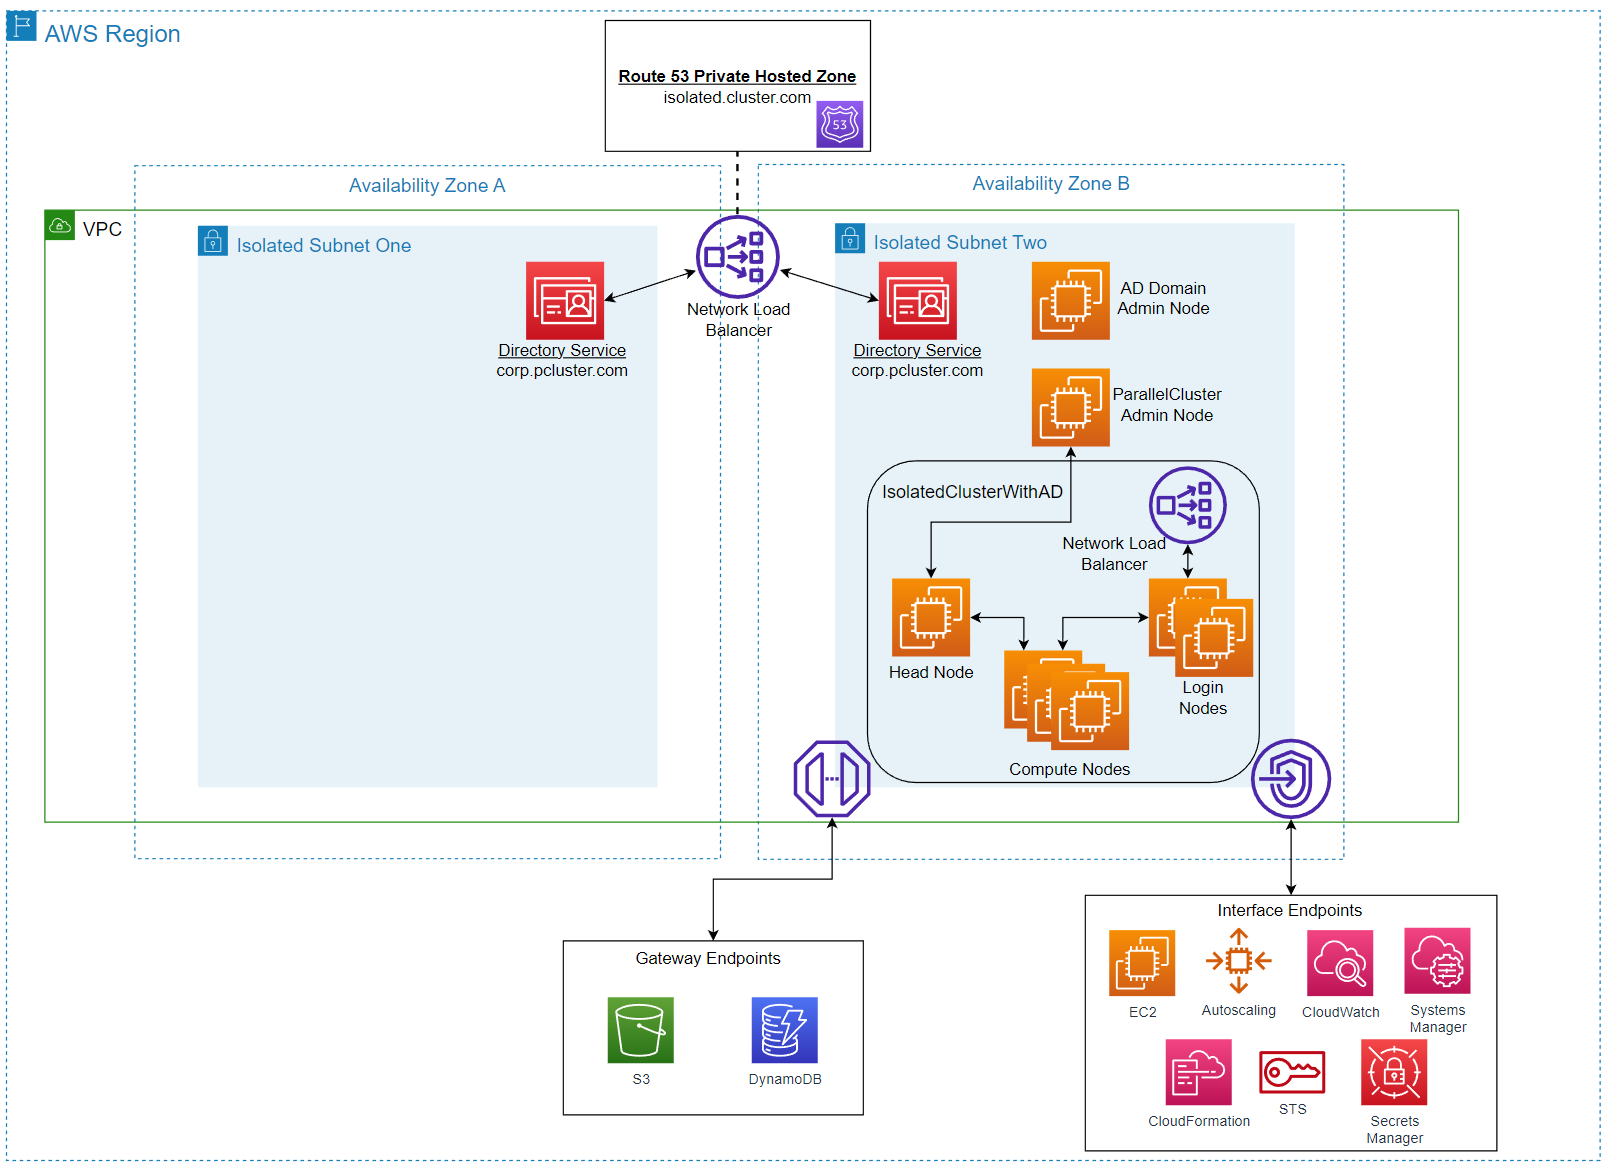 AWS Region
Route 53 Private Hosted Zone
isolated.cluster.com
53
Availability Zone A
Availability Zone B
VPC
Isolated Subnet One
Isolated Subnet Two
Network Load
Balancer
Directory Service
corp.pcluster.com
Directory Service
corp.pcluster.com
AD Domain
Admin Node
ParallelCluster
Admin Node
IsolatedClusterWithAD
Network Load
Balancer
Head Node
Login
Nodes
Compute Nodes
Gateway Endpoints
S3
DynamoDB
Interface Endpoints
EC2
Autoscaling
CloudWatch
Systems
Manager
CloudFormation
STS
Secrets
Manager